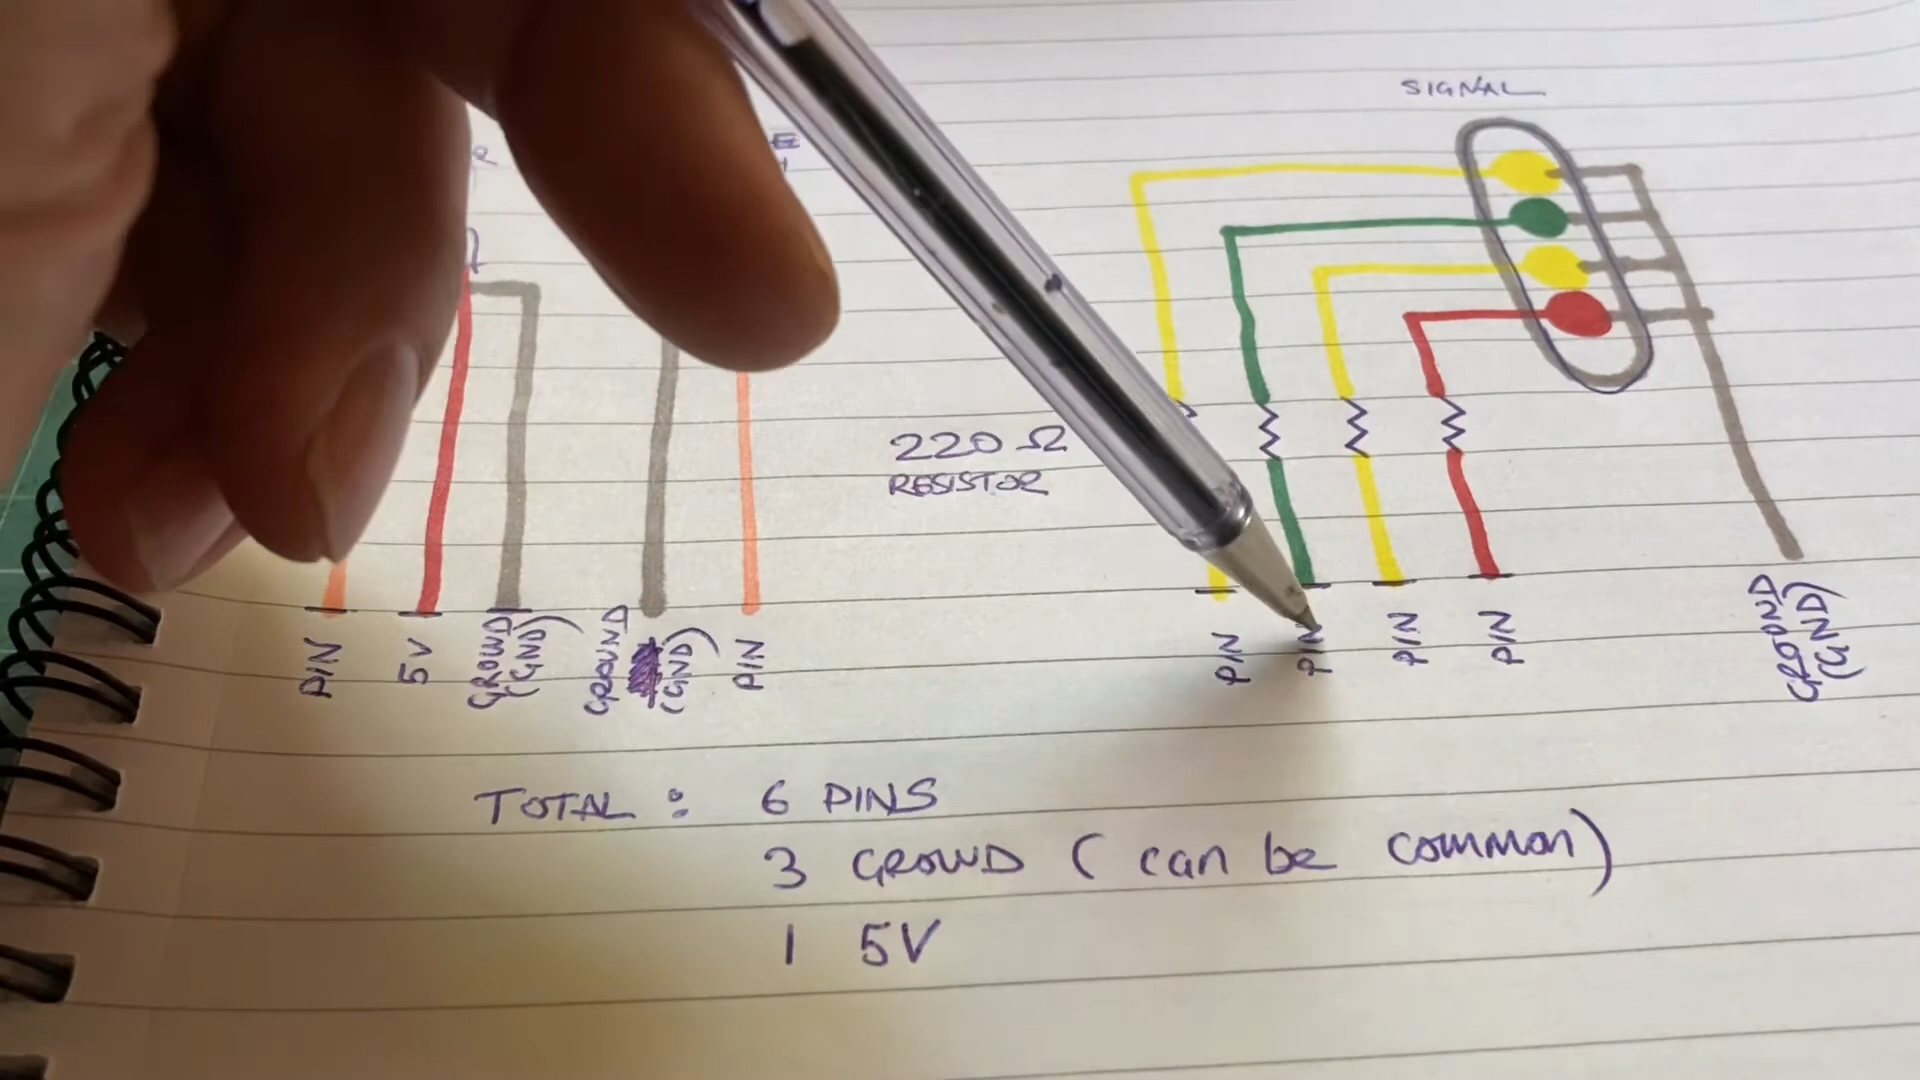 SIGNAL
220 Ω
RESISTOR
PIN
5V
GROUND
(GND)
GROUND
(GND)
PIN
PIN
PIN
PIN
PIN
GROUND
(GND)
TOTAL : 6 PINS
3 GROUND (can be common)
1 5V